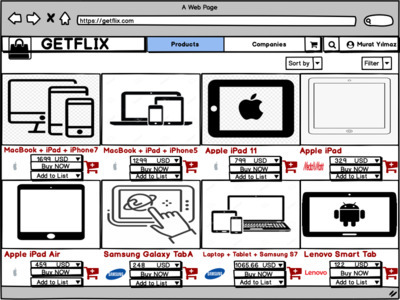 A Web Page
https://getflix.com
GETFLIX
Products
Companies
Murat Yılmaz
Sort by
Filter
MacBook + iPad + iPhone7
MacBook + iPad + iPhone5
Apple iPad 11
Apple iPad
1699 USD
1299 USD
799 USD
329 USD
Buy NOW
Buy NOW
Buy NOW
Buy NOW
MediaMarkt
Add to List
Add to List
Add to List
Add to List
Apple iPad Air
Samsung Galaxy TabA
Laptop + Tablet + Samsung S7
Lenovo Smart Tab
459 USD
248 USD
1065.66 USD
122 USD
SAMSUNG
SAMSUNG
Lenovo
Buy NOW
Buy NOW
Buy NOW
Buy NOW
Add to List
Add to List
Add to List
Add to List